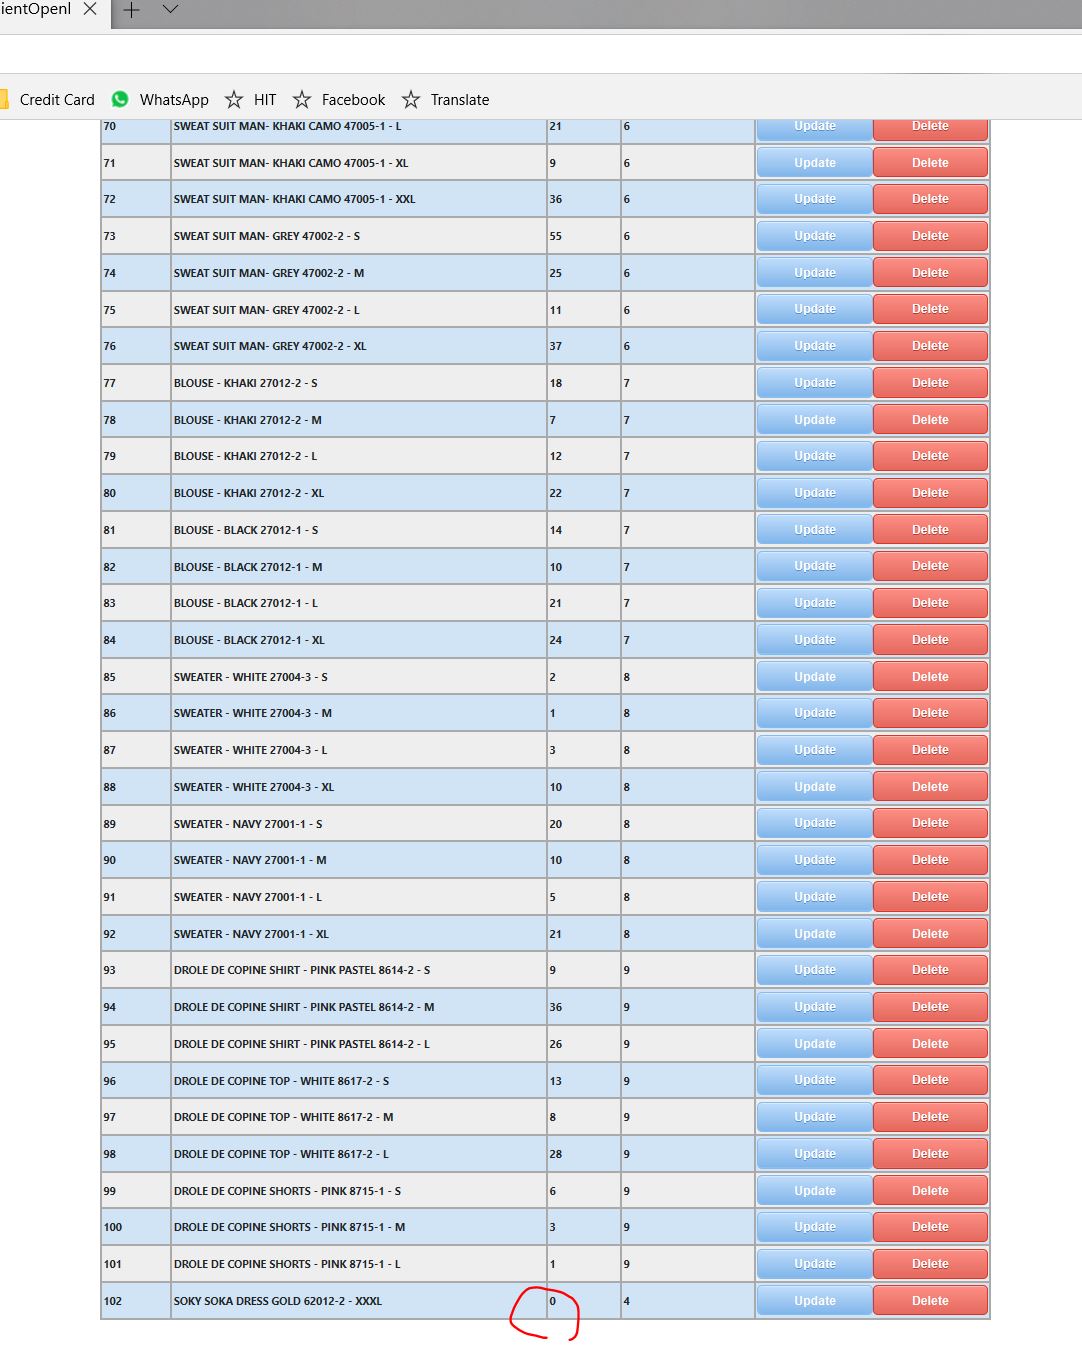 ientOpenI
Credit Card WhatsApp HIT Facebook Translate
70 SWEAT SUIT MAN- KHAKI CAMO 47005-1 - L 21 6 Update Delete
71 SWEAT SUIT MAN- KHAKI CAMO 47005-1 - XL 9 6 Update Delete
72 SWEAT SUIT MAN- KHAKI CAMO 47005-1 - XXL 36 6 Update Delete
73 SWEAT SUIT MAN- GREY 47002-2 - S 55 6 Update Delete
74 SWEAT SUIT MAN- GREY 47002-2 - M 25 6 Update Delete
75 SWEAT SUIT MAN- GREY 47002-2 - L 11 6 Update Delete
76 SWEAT SUIT MAN- GREY 47002-2 - XL 37 6 Update Delete
77 BLOUSE - KHAKI 27012-2 - S 18 7 Update Delete
78 BLOUSE - KHAKI 27012-2 - M 7 7 Update Delete
79 BLOUSE - KHAKI 27012-2 - L 12 7 Update Delete
80 BLOUSE - KHAKI 27012-2 - XL 22 7 Update Delete
81 BLOUSE - BLACK 27012-1 - S 14 7 Update Delete
82 BLOUSE - BLACK 27012-1 - M 10 7 Update Delete
83 BLOUSE - BLACK 27012-1 - L 21 7 Update Delete
84 BLOUSE - BLACK 27012-1 - XL 24 7 Update Delete
85 SWEATER - WHITE 27004-3 - S 2 8 Update Delete
86 SWEATER - WHITE 27004-3 - M 1 8 Update Delete
87 SWEATER - WHITE 27004-3 - L 3 8 Update Delete
88 SWEATER - WHITE 27004-3 - XL 10 8 Update Delete
89 SWEATER - NAVY 27001-1 - S 20 8 Update Delete
90 SWEATER - NAVY 27001-1 - M 10 8 Update Delete
91 SWEATER - NAVY 27001-1 - L 5 8 Update Delete
92 SWEATER - NAVY 27001-1 - XL 21 8 Update Delete
93 DROLE DE COPINE SHIRT - PINK PASTEL 8614-2 - S 9 9 Update Delete
94 DROLE DE COPINE SHIRT - PINK PASTEL 8614-2 - M 36 9 Update Delete
95 DROLE DE COPINE SHIRT - PINK PASTEL 8614-2 - L 26 9 Update Delete
96 DROLE DE COPINE TOP - WHITE 8617-2 - S 13 9 Update Delete
97 DROLE DE COPINE TOP - WHITE 8617-2 - M 8 9 Update Delete
98 DROLE DE COPINE TOP - WHITE 8617-2 - L 28 9 Update Delete
99 DROLE DE COPINE SHORTS - PINK 8715-1 - S 6 9 Update Delete
100 DROLE DE COPINE SHORTS - PINK 8715-1 - M 3 9 Update Delete
101 DROLE DE COPINE SHORTS - PINK 8715-1 - L 1 9 Update Delete
102 SOKY SOKA DRESS GOLD 62012-2 - XXXL 0 4 Update Delete